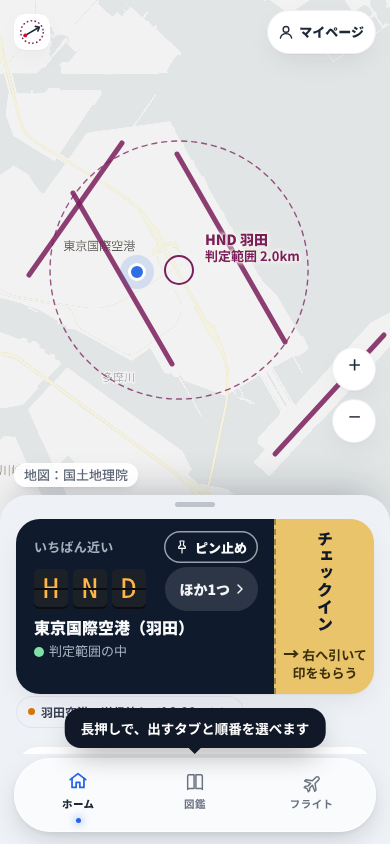 マイページ
HND 羽田
判定範囲 2.0km
東京国際空港
多摩川
+
−
地図：国土地理院
いちばん近い
ピン止め
HND
ほか1つ
東京国際空港（羽田）
判定範囲の中
チェックイン
→ 右へ引いて
印をもらう
長押しで、出すタブと順番を選べます
ホーム
図鑑
フライト